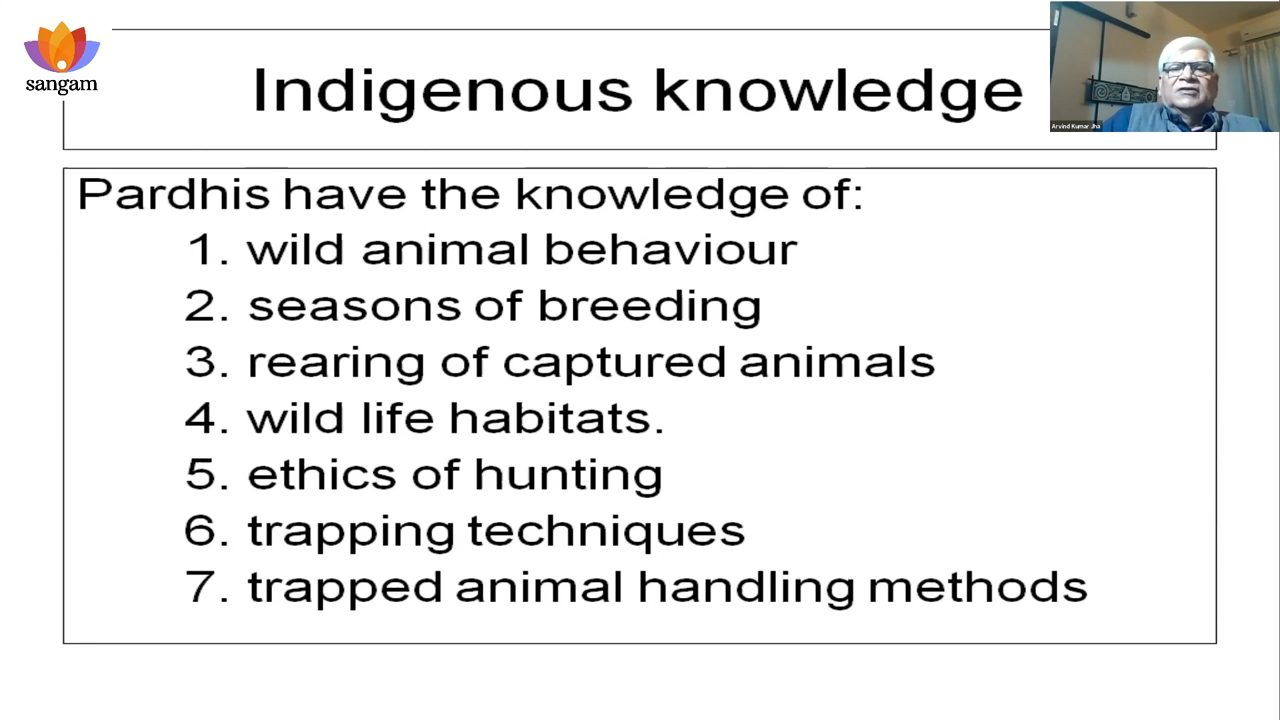 sangam
Indigenous knowledge
Arvind Kumar Jha
Pardhis have the knowledge of:
1. wild animal behaviour
2. seasons of breeding
3. rearing of captured animals
4. wild life habitats.
5. ethics of hunting
6. trapping techniques
7. trapped animal handling methods